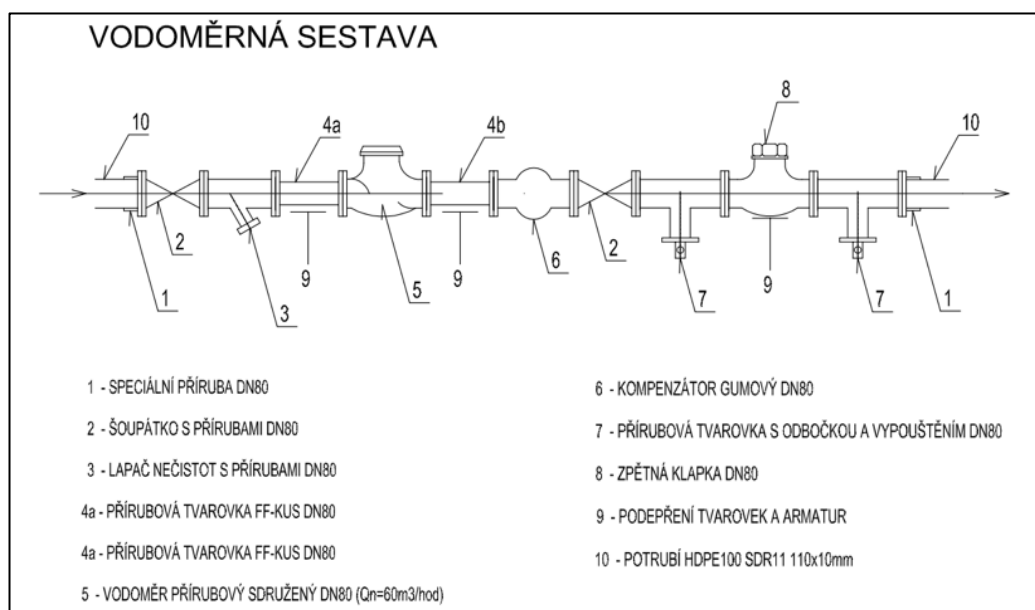 VODOMĚRNÁ SESTAVA
8
10
4a
4b
10
2
9
9
6
2
9
1
3
5
7
7
1
1 - SPECIÁLNÍ PŘÍRUBA DN80
2 - ŠOUPÁTKO S PŘÍRUBAMI DN80
3 - LAPAČ NEČISTOT S PŘÍRUBAMI DN80
4a - PŘÍRUBOVÁ TVAROVKA FF-KUS DN80
4a - PŘÍRUBOVÁ TVAROVKA FF-KUS DN80
5 - VODOMĚR PŘÍRUBOVÝ SDRUŽENÝ DN80 (Qn=60m3/hod)
6 - KOMPENZÁTOR GUMOVÝ DN80
7 - PŘÍRUBOVÁ TVAROVKA S ODBOČKOU A VYPOUŠTĚNÍM DN80
8 - ZPĚTNÁ KLAPKA DN80
9 - PODEPŘENÍ TVAROVEK A ARMATUR
10 - POTRUBÍ HDPE100 SDR11 110x10mm